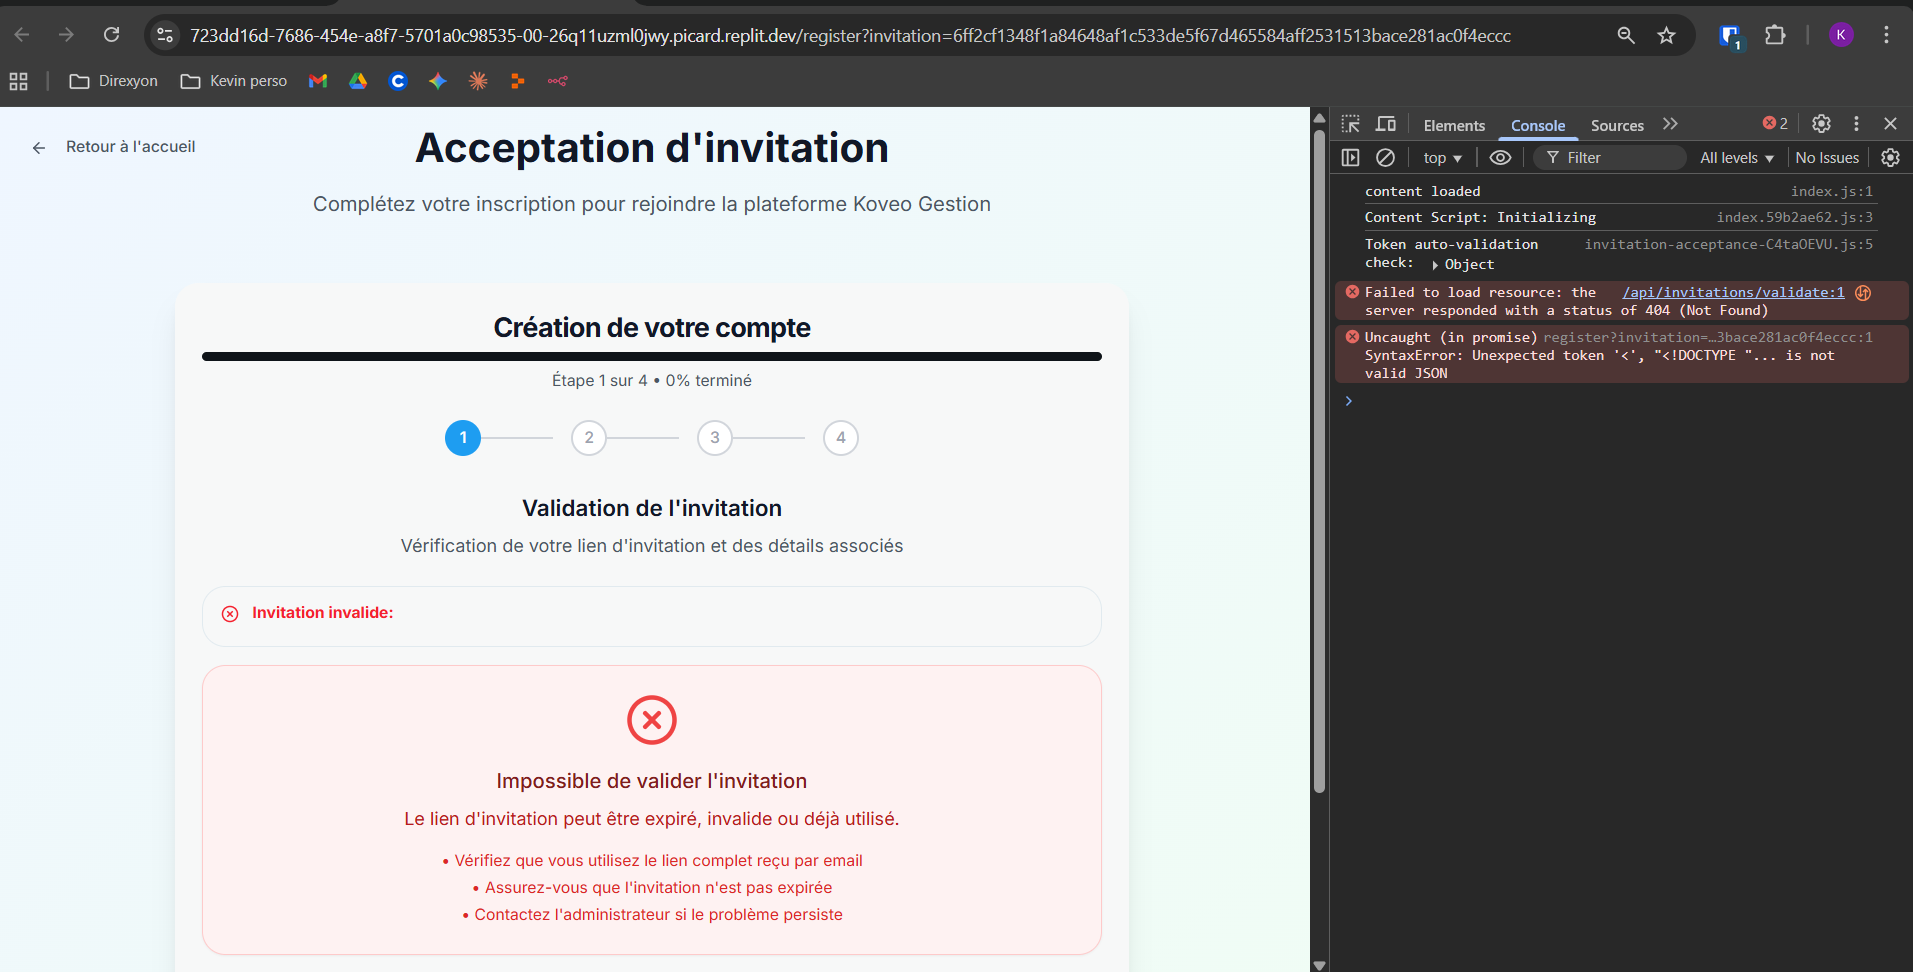 723dd16d-7686-454e-a8f7-5701a0c98535-00-26q11uzml0jwy.picard.replit.dev/register?invitation=6ff2cf1348f1a84648af1c533de5f67d465584aff2531513bace281ac0f4eccc
1
K
Direxyon
Kevin perso
Retour à l'accueil
Acceptation d'invitation
Complétez votre inscription pour rejoindre la plateforme Koveo Gestion
Création de votre compte
Étape 1 sur 4 • 0% terminé
1 2 3 4
Validation de l'invitation
Vérification de votre lien d'invitation et des détails associés
Invitation invalide:
Impossible de valider l'invitation
Le lien d'invitation peut être expiré, invalide ou déjà utilisé.
• Vérifiez que vous utilisez le lien complet reçu par email
• Assurez-vous que l'invitation n'est pas expirée
• Contactez l'administrateur si le problème persiste
Elements Console Sources 2
top Filter All levels No Issues
content loaded index.js:1
Content Script: Initializing index.59b2ae62.js:3
Token auto-validation invitation-acceptance-C4taOEVU.js:5
check: Object
Failed to load resource: the /api/invitations/validate:1
server responded with a status of 404 (Not Found)
Uncaught (in promise) register?invitation=…3bace281ac0f4eccc:1
SyntaxError: Unexpected token '<', "<!DOCTYPE "... is not
valid JSON